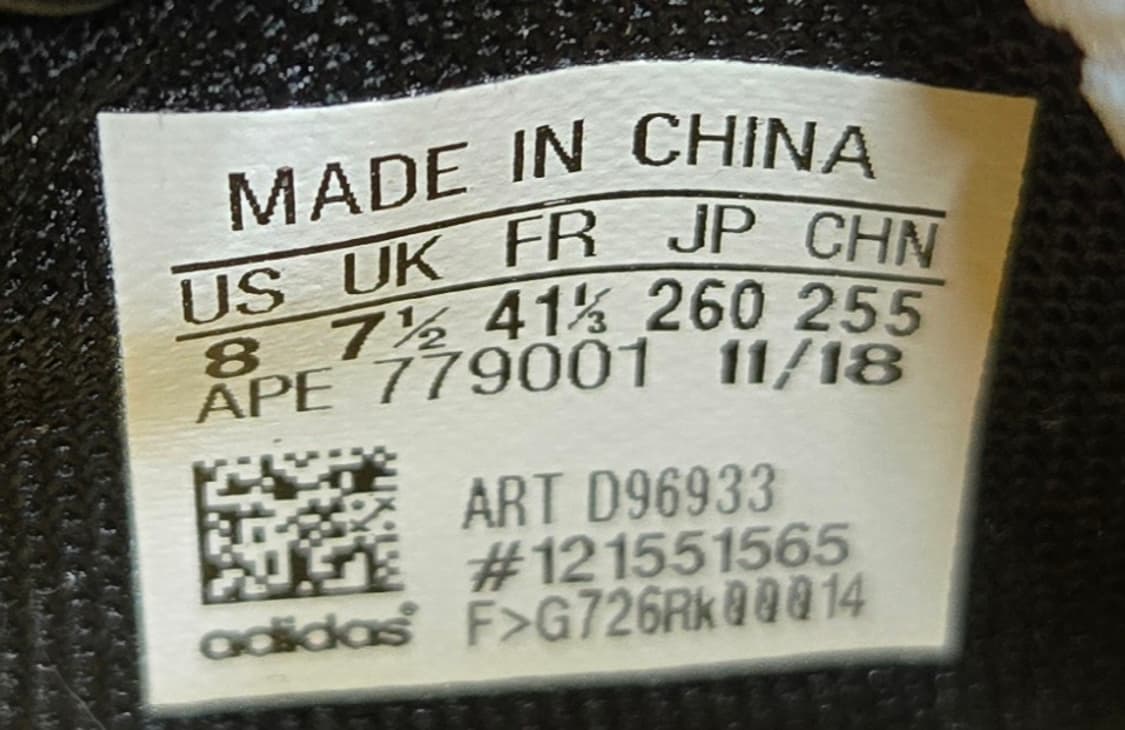 MADE IN CHINA
US UK FR JP CHN
8 7½ 41⅓ 260 255
APE 779001 11/18
ART D96933
#121551565
F>G726Rk00014
adidas®